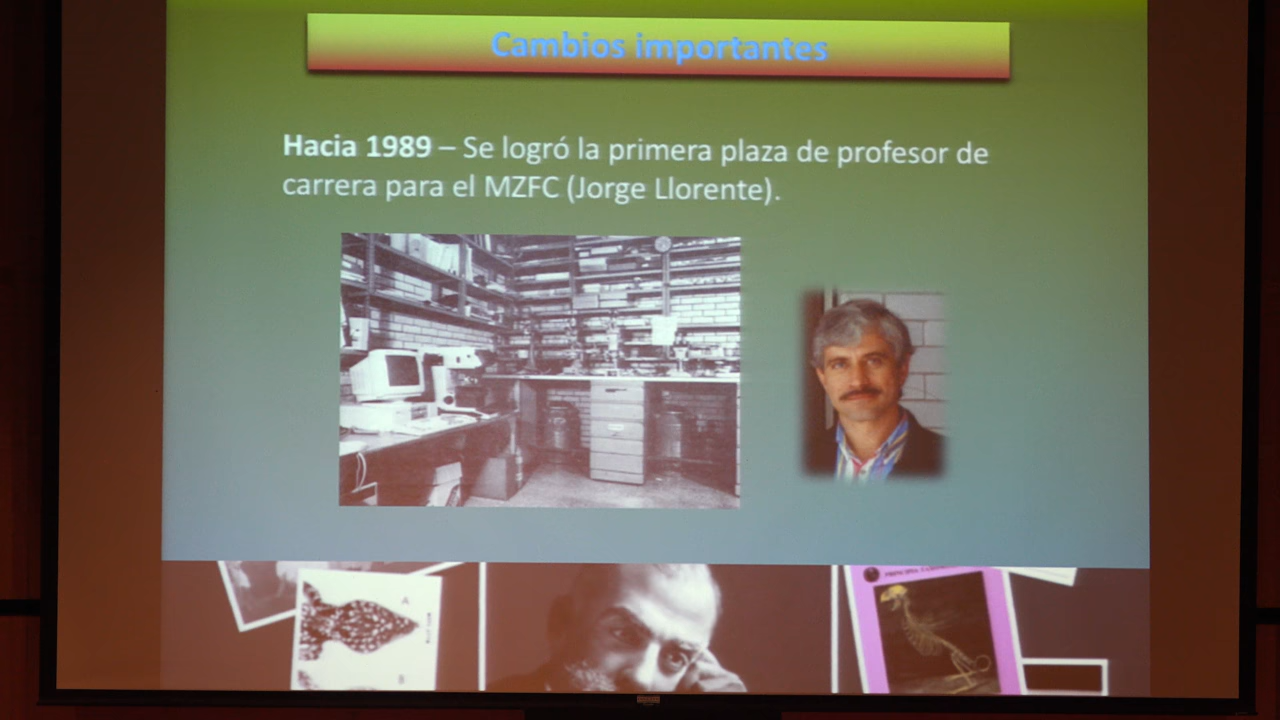 Cambios importantes
Hacia 1989 – Se logró la primera plaza de profesor de
carrera para el MZFC (Jorge Llorente).
A
B